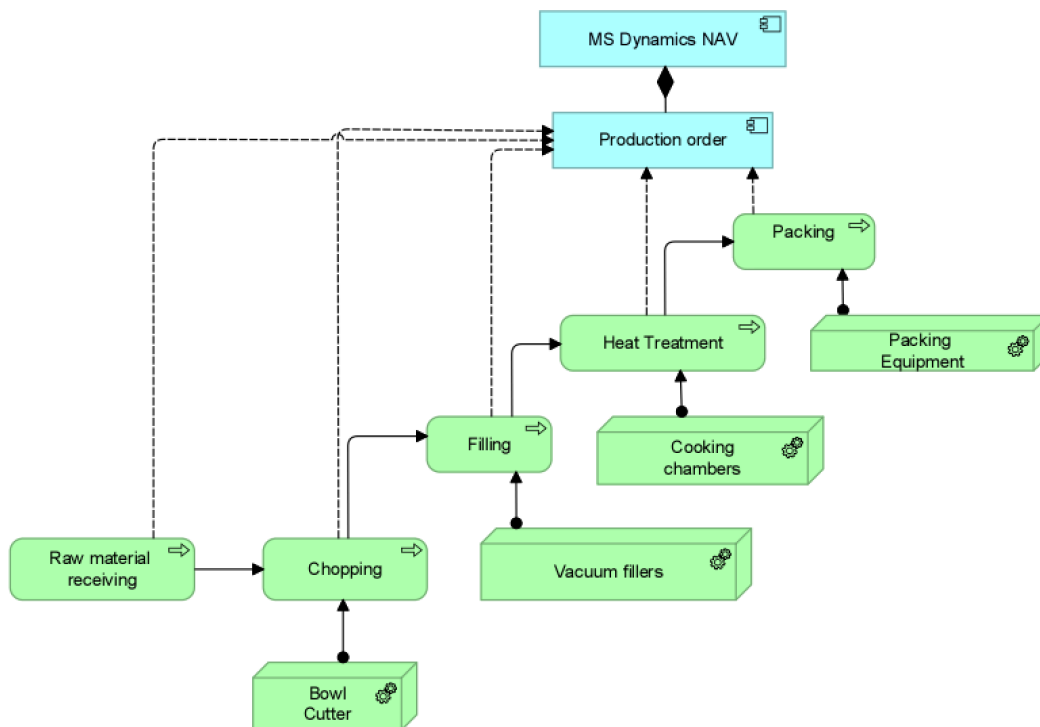 MS Dynamics NAV
Production order
Packing
Heat Treatment
Packing
Equipment
Filling
Cooking
chambers
Raw material
receiving
Chopping
Vacuum fillers
Bowl
Cutter